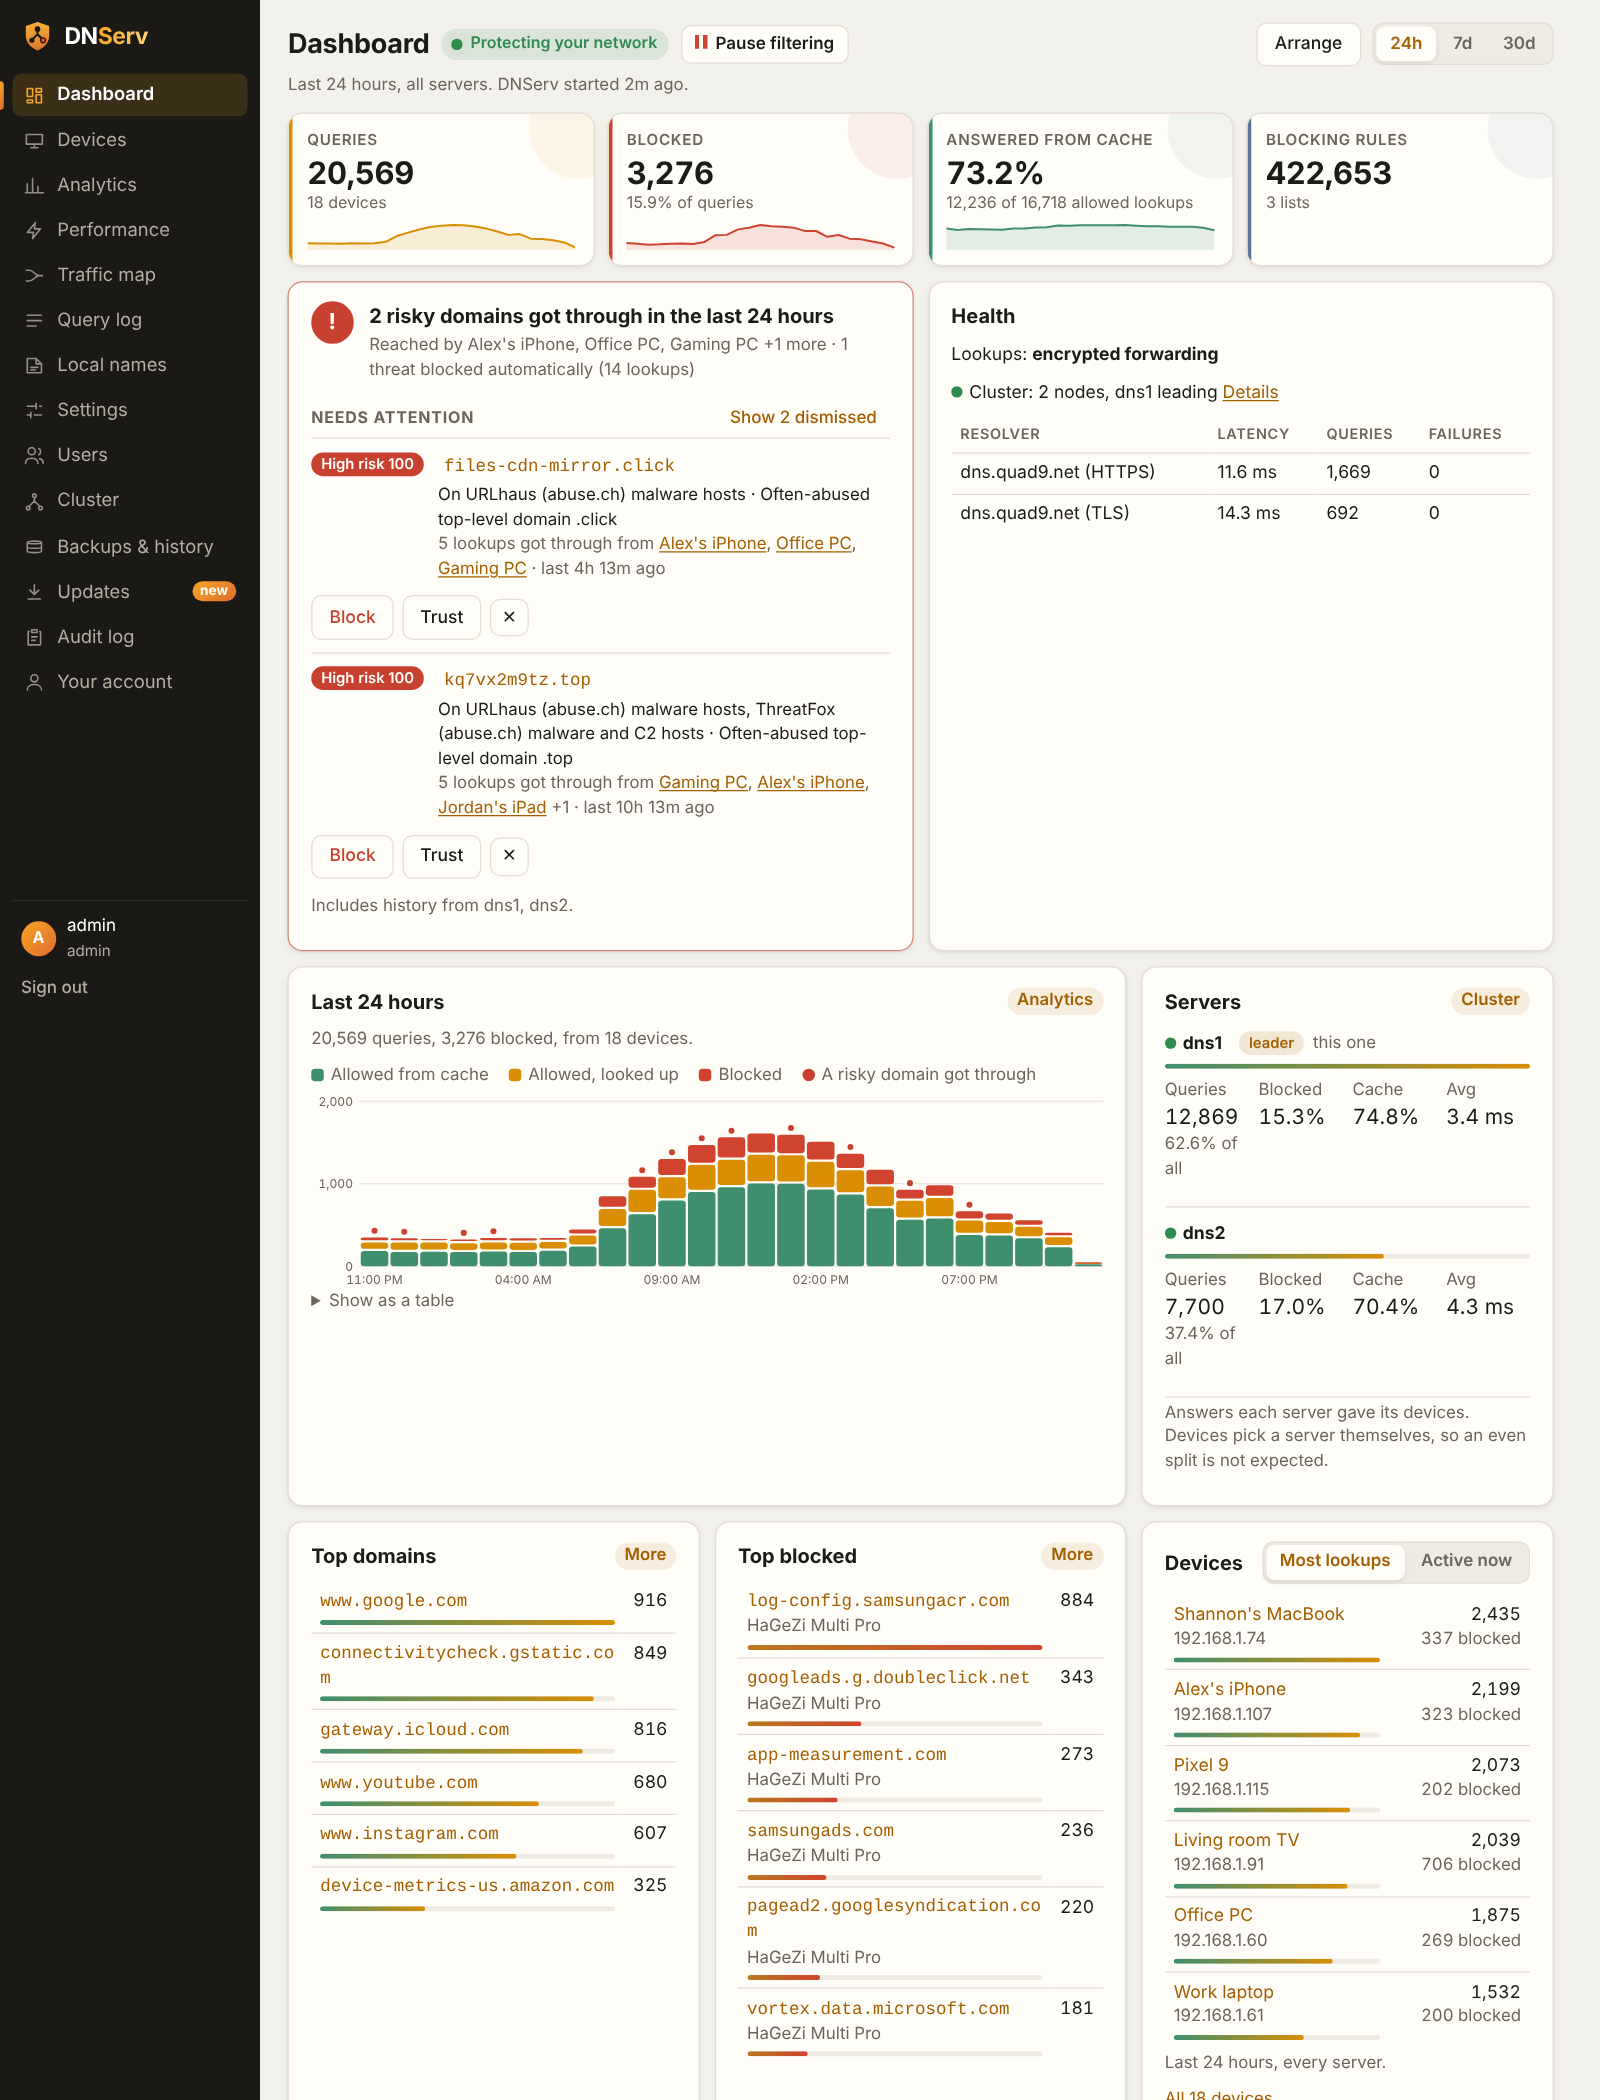 DNServ
Dashboard
Devices
Analytics
Performance
Traffic map
Query log
Local names
Settings
Users
Cluster
Backups & history
Updates new
Audit log
Your account
A admin
admin
Sign out
Dashboard Protecting your network Pause filtering Arrange 24h 7d 30d
Last 24 hours, all servers. DNServ started 2m ago.
QUERIES
20,569
18 devices
BLOCKED
3,276
15.9% of queries
ANSWERED FROM CACHE
73.2%
12,236 of 16,718 allowed lookups
BLOCKING RULES
422,653
3 lists
! 2 risky domains got through in the last 24 hours
Reached by Alex's iPhone, Office PC, Gaming PC +1 more · 1
threat blocked automatically (14 lookups)
NEEDS ATTENTION Show 2 dismissed
High risk 100 files-cdn-mirror.click
On URLhaus (abuse.ch) malware hosts · Often-abused
top-level domain .click
5 lookups got through from Alex's iPhone, Office PC,
Gaming PC · last 4h 13m ago
Block Trust ✕
High risk 100 kq7vx2m9tz.top
On URLhaus (abuse.ch) malware hosts, ThreatFox
(abuse.ch) malware and C2 hosts · Often-abused top-
level domain .top
5 lookups got through from Gaming PC, Alex's iPhone,
Jordan's iPad +1 · last 10h 13m ago
Block Trust ✕
Includes history from dns1, dns2.
Health
Lookups: encrypted forwarding
Cluster: 2 nodes, dns1 leading Details
RESOLVER LATENCY QUERIES FAILURES
dns.quad9.net (HTTPS) 11.6 ms 1,669 0
dns.quad9.net (TLS) 14.3 ms 692 0
Last 24 hours Analytics
20,569 queries, 3,276 blocked, from 18 devices.
Allowed from cache Allowed, looked up Blocked A risky domain got through
2,000
1,000
0
11:00 PM 04:00 AM 09:00 AM 02:00 PM 07:00 PM
Show as a table
Servers Cluster
dns1 leader this one
Queries Blocked Cache Avg
12,869 15.3% 74.8% 3.4 ms
62.6% of
all
dns2
Queries Blocked Cache Avg
7,700 17.0% 70.4% 4.3 ms
37.4% of
all
Answers each server gave its devices.
Devices pick a server themselves, so an even
split is not expected.
Top domains More
www.google.com 916
connectivitycheck.gstatic.co 849
m
gateway.icloud.com 816
www.youtube.com 680
www.instagram.com 607
device-metrics-us.amazon.com 325
Top blocked More
log-config.samsungacr.com 884
HaGeZi Multi Pro
googleads.g.doubleclick.net 343
HaGeZi Multi Pro
app-measurement.com 273
HaGeZi Multi Pro
samsungads.com 236
HaGeZi Multi Pro
pagead2.googlesyndication.co 220
m
HaGeZi Multi Pro
vortex.data.microsoft.com 181
HaGeZi Multi Pro
Devices Most lookups Active now
Shannon's MacBook 2,435
192.168.1.74 337 blocked
Alex's iPhone 2,199
192.168.1.107 323 blocked
Pixel 9 2,073
192.168.1.115 202 blocked
Living room TV 2,039
192.168.1.91 706 blocked
Office PC 1,875
192.168.1.60 269 blocked
Work laptop 1,532
192.168.1.61 200 blocked
Last 24 hours, every server.
All 18 devices